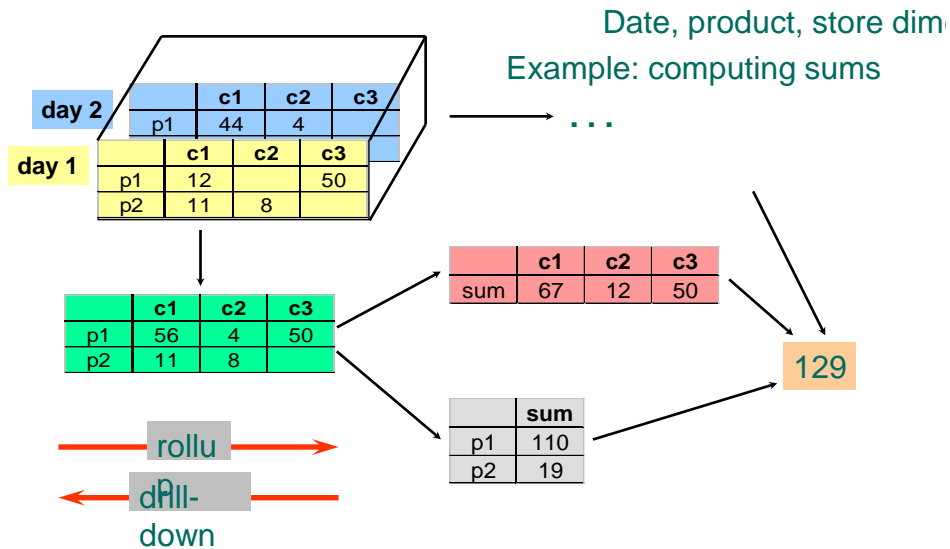 Date, product, store dim
Example: computing sums
day 2
c1 c2 c3
p1 44 4
. . .
day 1
c1 c2 c3
p1 12 50
p2 11 8
c1 c2 c3
sum 67 12 50
c1 c2 c3
p1 56 4 50
p2 11 8
129
sum
p1 110
p2 19
rollu
p
drill-
down